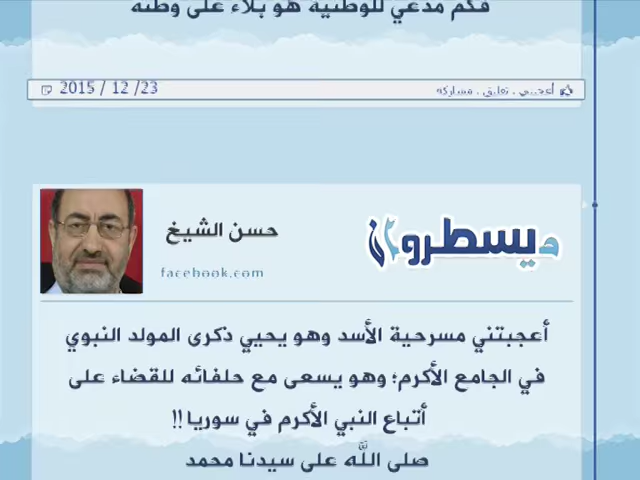 فكم مدعي للوطنية هو بلاء على وطنه
أعجبني . تعليق . مشاركة
2015 / 12 /23
يسطرون
حسن الشيخ
facebook.com
أعجبتني مسرحية الأسد وهو يحيي ذكرى المولد النبوي
في الجامع الأكرم؛ وهو يسعى مع حلفائه للقضاء على
أتباع النبي الأكرم في سوريا!!
صلى الله على سيدنا محمد